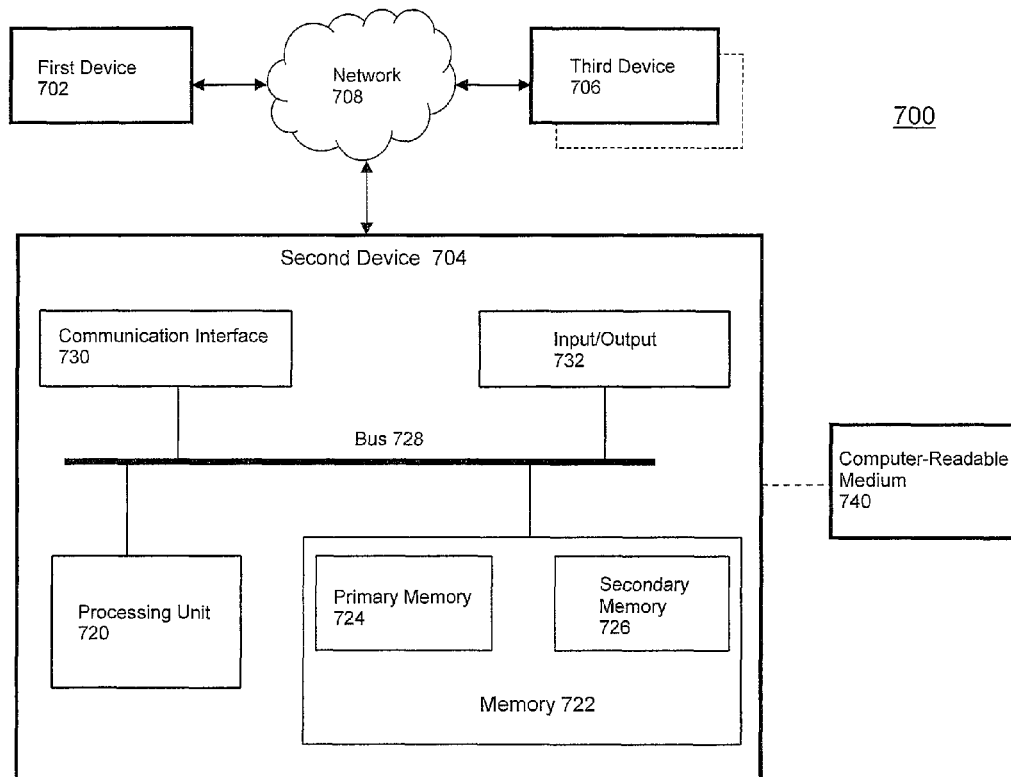 First Device
702
Network
708
Third Device
706
700
Second Device 704
Communication Interface
730
Input/Output
732
Bus 728
Computer-Readable
Medium
740
Processing Unit
720
Primary Memory
724
Secondary
Memory
726
Memory 722